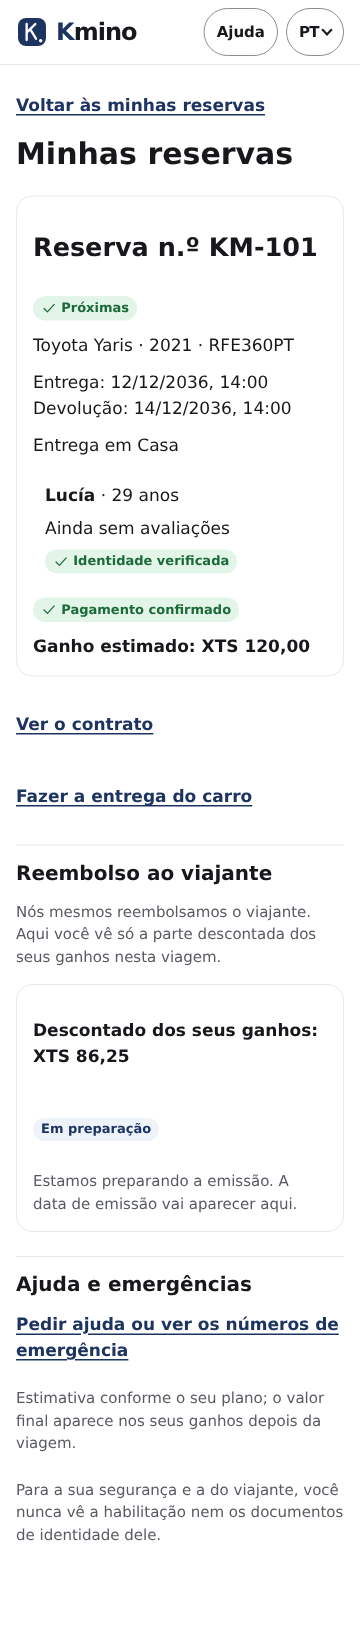 Kmino
Ajuda
PT
Voltar às minhas reservas
Minhas reservas
Reserva n.º KM-101
Próximas
Toyota Yaris · 2021 · RFE360PT
Entrega: 12/12/2036, 14:00
Devolução: 14/12/2036, 14:00
Entrega em Casa
Lucía · 29 anos
Ainda sem avaliações
Identidade verificada
Pagamento confirmado
Ganho estimado: XTS 120,00
Ver o contrato
Fazer a entrega do carro
Reembolso ao viajante
Nós mesmos reembolsamos o viajante.
Aqui você vê só a parte descontada dos
seus ganhos nesta viagem.
Descontado dos seus ganhos:
XTS 86,25
Em preparação
Estamos preparando a emissão. A
data de emissão vai aparecer aqui.
Ajuda e emergências
Pedir ajuda ou ver os números de
emergência
Estimativa conforme o seu plano; o valor
final aparece nos seus ganhos depois da
viagem.
Para a sua segurança e a do viajante, você
nunca vê a habilitação nem os documentos
de identidade dele.